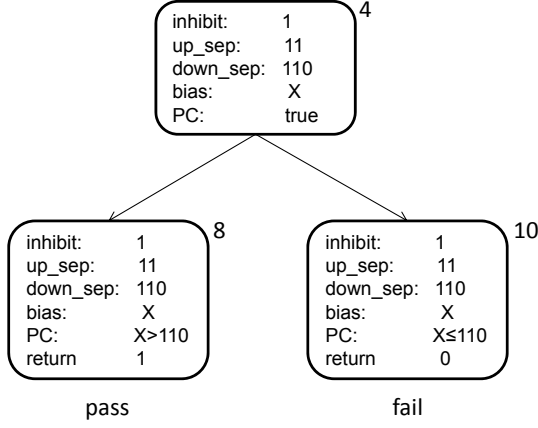 4
inhibit: 1
up_sep: 11
down_sep: 110
bias: X
PC: true
8
inhibit: 1
up_sep: 11
down_sep: 110
bias: X
PC: X>110
return 1
pass
10
inhibit: 1
up_sep: 11
down_sep: 110
bias: X
PC: X≤110
return 0
fail